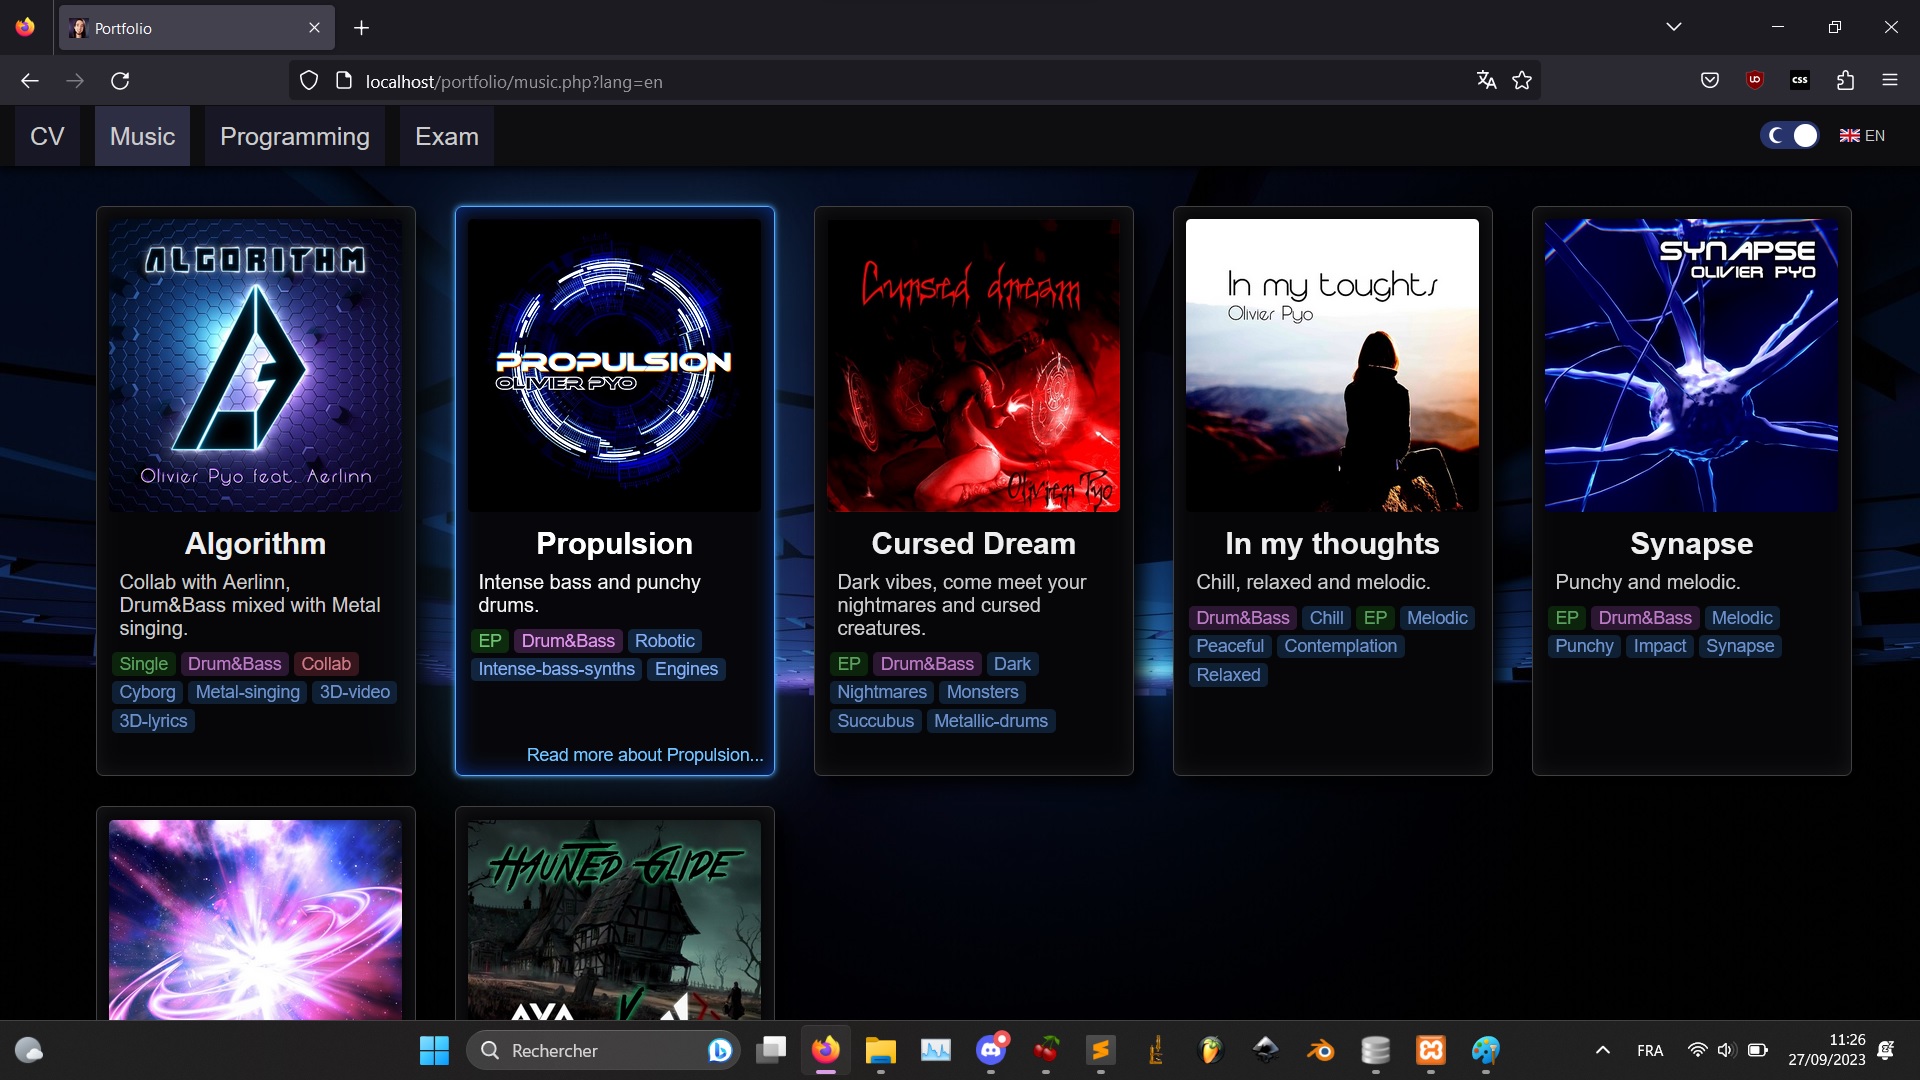 Portfolio
localhost/portfolio/music.php?lang=en
CSS
CV
Music
Programming
Exam
EN
ALGORITHM
Olivier Pyo feat. Aerlinn
Algorithm
Collab with Aerlinn,
Drum&Bass mixed with Metal
singing.
Single Drum&Bass Collab
Cyborg Metal-singing 3D-video
3D-lyrics
PROPULSION
OLIVIER PYO
Propulsion
Intense bass and punchy
drums.
EP Drum&Bass Robotic
Intense-bass-synths Engines
Read more about Propulsion...
Cursed dream
Olivier Pyo
Cursed Dream
Dark vibes, come meet your
nightmares and cursed
creatures.
EP Drum&Bass Dark
Nightmares Monsters
Succubus Metallic-drums
In my toughts
Olivier Pyo
In my thoughts
Chill, relaxed and melodic.
Drum&Bass Chill EP Melodic
Peaceful Contemplation
Relaxed
SYNAPSE
OLIVIER PYO
Synapse
Punchy and melodic.
EP Drum&Bass Melodic
Punchy Impact Synapse
HAUNTED GLIDE
Rechercher
FRA
11:26
27/09/2023